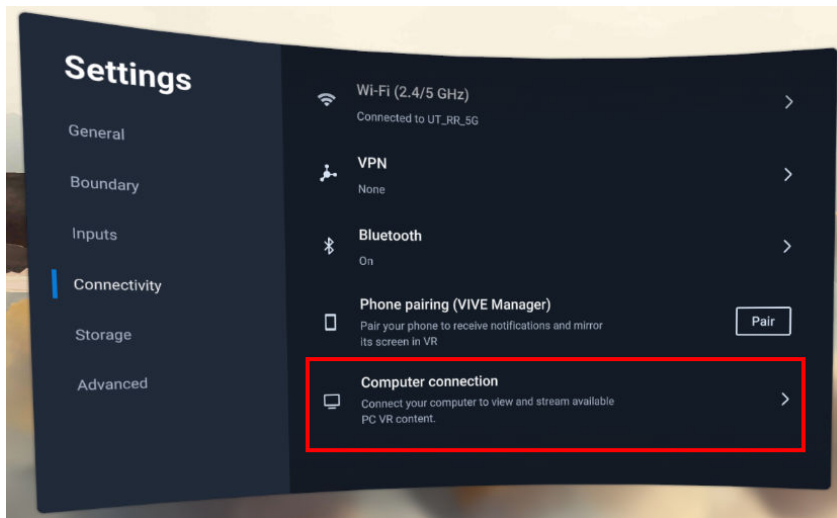 Settings
General
Boundary
Inputs
Connectivity
Storage
Advanced
Wi-Fi (2.4/5 GHz)
Connected to UT_RR_5G
VPN
None
Bluetooth
On
Phone pairing (VIVE Manager)
Pair your phone to receive notifications and mirror
its screen in VR
Pair
Computer connection
Connect your computer to view and stream available
PC VR content.